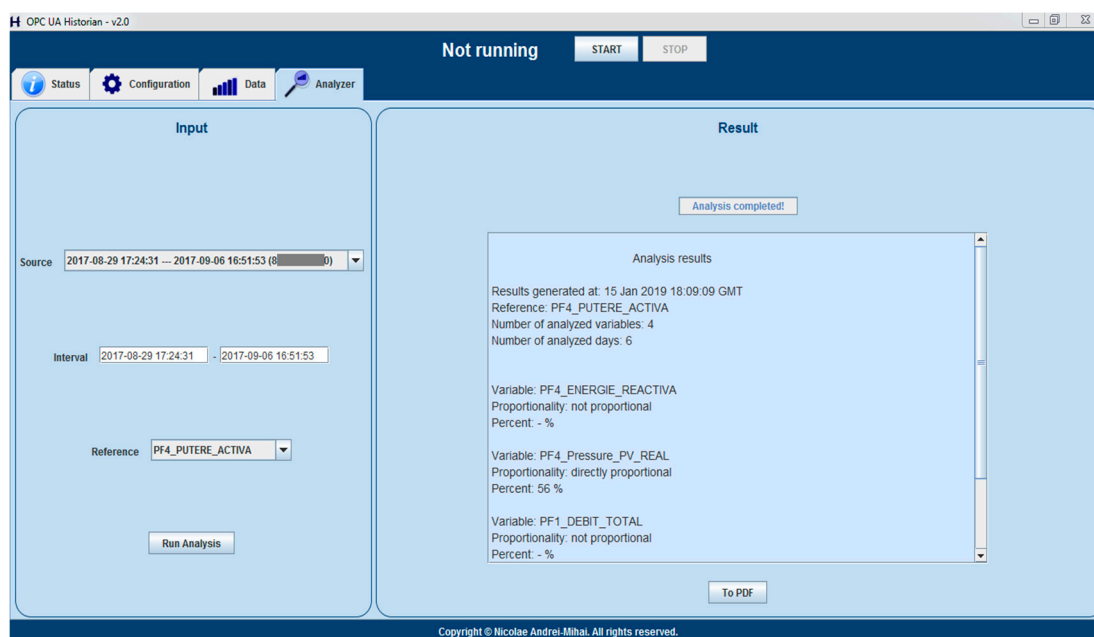 OPC UA Historian - v2.0
Not running
START
STOP
Status
Configuration
Data
Analyzer
Input
Source 2017-08-29 17:24:31 --- 2017-09-06 16:51:53 (8 0)
Interval 2017-08-29 17:24:31 - 2017-09-06 16:51:53
Reference PF4_PUTERE_ACTIVA
Run Analysis
Result
Analysis completed!
Analysis results
Results generated at: 15 Jan 2019 18:09:09 GMT
Reference: PF4_PUTERE_ACTIVA
Number of analyzed variables: 4
Number of analyzed days: 6
Variable: PF4_ENERGIE_REACTIVA
Proportionality: not proportional
Percent: - %
Variable: PF4_Pressure_PV_REAL
Proportionality: directly proportional
Percent: 56 %
Variable: PF1_DEBIT_TOTAL
Proportionality: not proportional
Percent: - %
To PDF
Copyright © Nicolae Andrei-Mihai. All rights reserved.